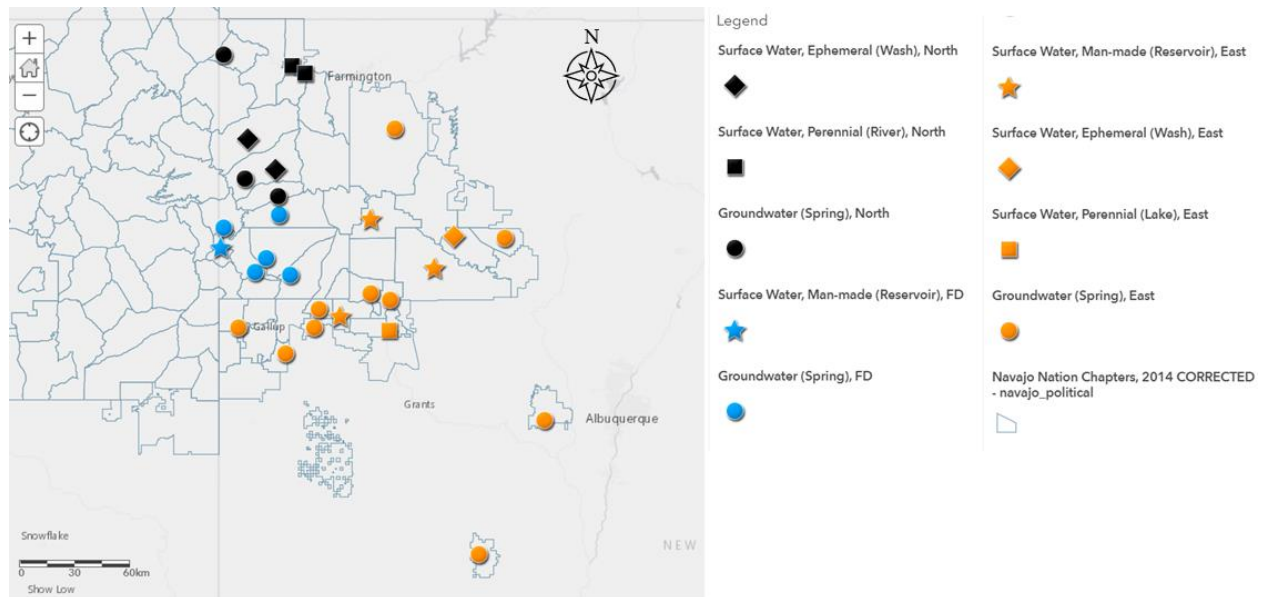 +
−
N
Farmington
Gallup
Grants
Albuquerque
Snowflake
NEW
0 30 60km
Show Low
Legend
Surface Water, Ephemeral (Wash), North
Surface Water, Perennial (River), North
Groundwater (Spring), North
Surface Water, Man-made (Reservoir), FD
Groundwater (Spring), FD
Surface Water, Man-made (Reservoir), East
Surface Water, Ephemeral (Wash), East
Surface Water, Perennial (Lake), East
Groundwater (Spring), East
Navajo Nation Chapters, 2014 CORRECTED
- navajo_political